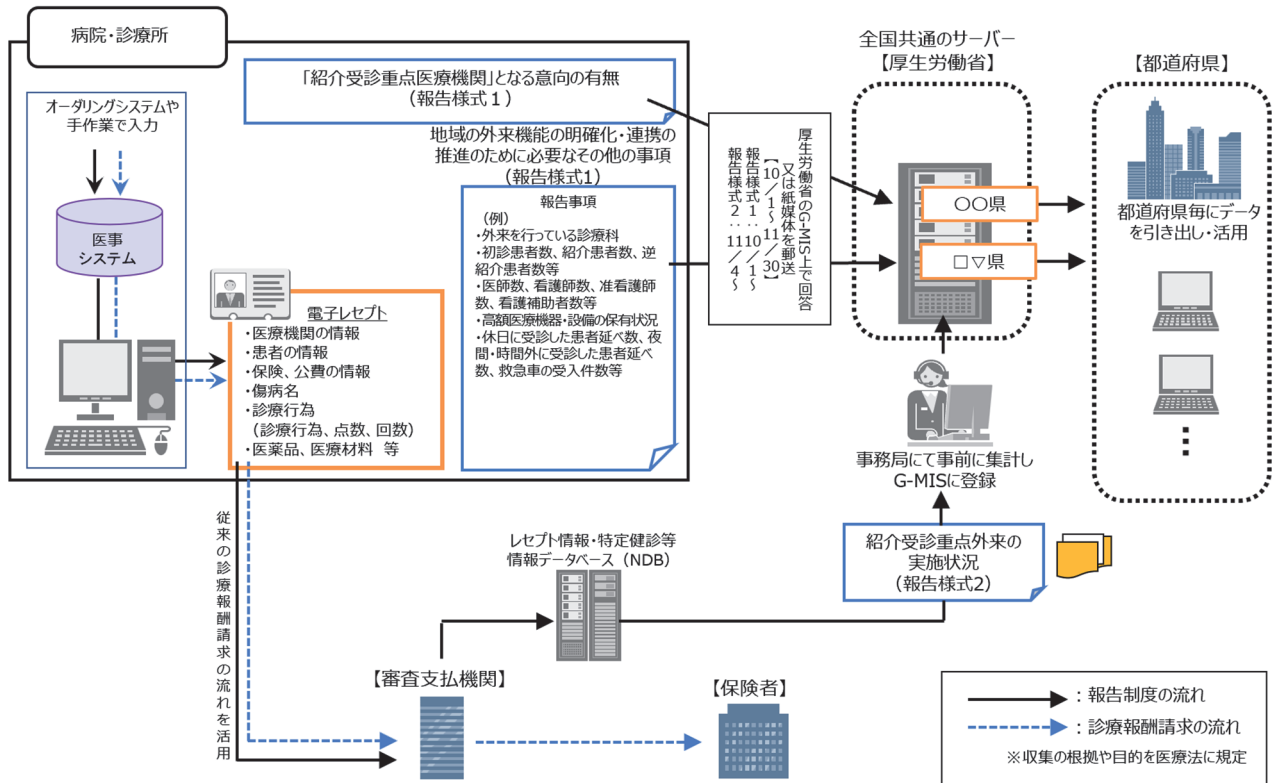 病院・診療所
オーダリングシステムや
手作業で入力
医事
システム
電子レセプト
・医療機関の情報
・患者の情報
・保険、公費の情報
・傷病名
・診療行為
(診療行為、点数、回数)
・医薬品、医療材料 等
「紹介受診重点医療機関」となる意向の有無
(報告様式1)
地域の外来機能の明確化・連携の
推進のために必要なその他の事項
(報告様式1)
報告事項
(例)
・外来を行っている診療科
・初診患者数、紹介患者数、逆
紹介患者数等
・医師数、看護師数、准看護師
数、看護補助者数等
・高額医療機器・設備の保有状況
・休日に受診した患者延べ数、夜
間・時間外に受診した患者延べ
数、救急車の受入件数等
厚生労働省のG-MIS上で回答
又は紙媒体を郵送
【10/1~11/30】
報告様式1:10/1~
報告様式2:11/4~
全国共通のサーバー
【厚生労働省】
〇〇県
□▽県
事務局にて事前に集計し
G-MISに登録
紹介受診重点外来の
実施状況
(報告様式2)
【都道府県】
都道府県毎にデータ
を引き出し・活用
従来の診療報酬請求の流れを活用
レセプト情報・特定健診等
情報データベース(NDB)
【審査支払機関】
【保険者】
:報告制度の流れ
:診療報酬請求の流れ
※収集の根拠や目的を医療法に規定